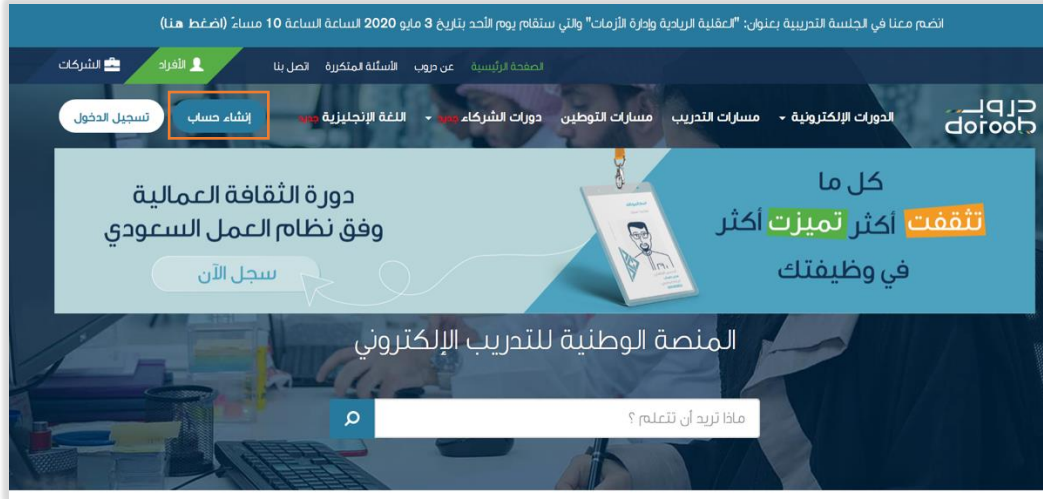 انضم معنا في الجلسة التدريبية بعنوان: "العقلية الريادية وإدارة الأزمات" والتي ستقام يوم الأحد بتاريخ 3 مايو 2020 الساعة الساعة 10 مساءً (اضغط هنا)
الصفحة الرئيسية عن دروب الأسئلة المتكررة اتصل بنا الأفراد الشركات
دروب
doroob
الدورات الإلكترونية مسارات التدريب مسارات التوطين دورات الشركاء جديد اللغة الإنجليزية جديد إنشاء حساب تسجيل الدخول
كل ما
تثقفت أكثر تميزت أكثر
في وظيفتك
دورة الثقافة العمالية
وفق نظام العمل السعودي
سجل الآن
المنصة الوطنية للتدريب الإلكتروني
ماذا تريد أن تتعلم ؟